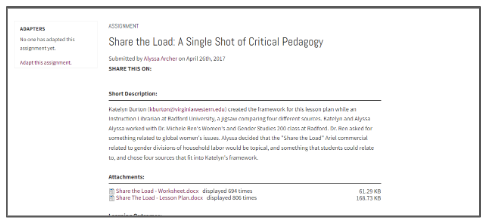 ADAPTERS
No one has adapted this
assignment yet.
Adapt this assignment.
ASSIGNMENT
Share the Load: A Single Shot of Critical Pedagogy
Submitted by Alyssa Archer on April 26th, 2017
SHARE THIS ON:
Short Description:
Katelyn Burton (kburton@virginiawestern.edu) created the framework for this lesson plan while an
Instruction Librarian at Radford University, a jigsaw comparing four different sources. Katelyn and Alyssa
Alyssa worked with Dr. Michele Ren's Women's and Gender Studies 200 class at Radford. Dr. Ren asked for
something related to global women's issues. Alyssa decided that the "Share the Load" Ariel commercial
related to gender divisions of household labor would be topical, and something that students could relate
to, and chose four sources that fit into Katelyn's framework.
Attachments:
Share the Load - Worksheet.docx displayed 694 times 61.29 KB
Share The Load - Lesson Plan.docx displayed 806 times 168.73 KB